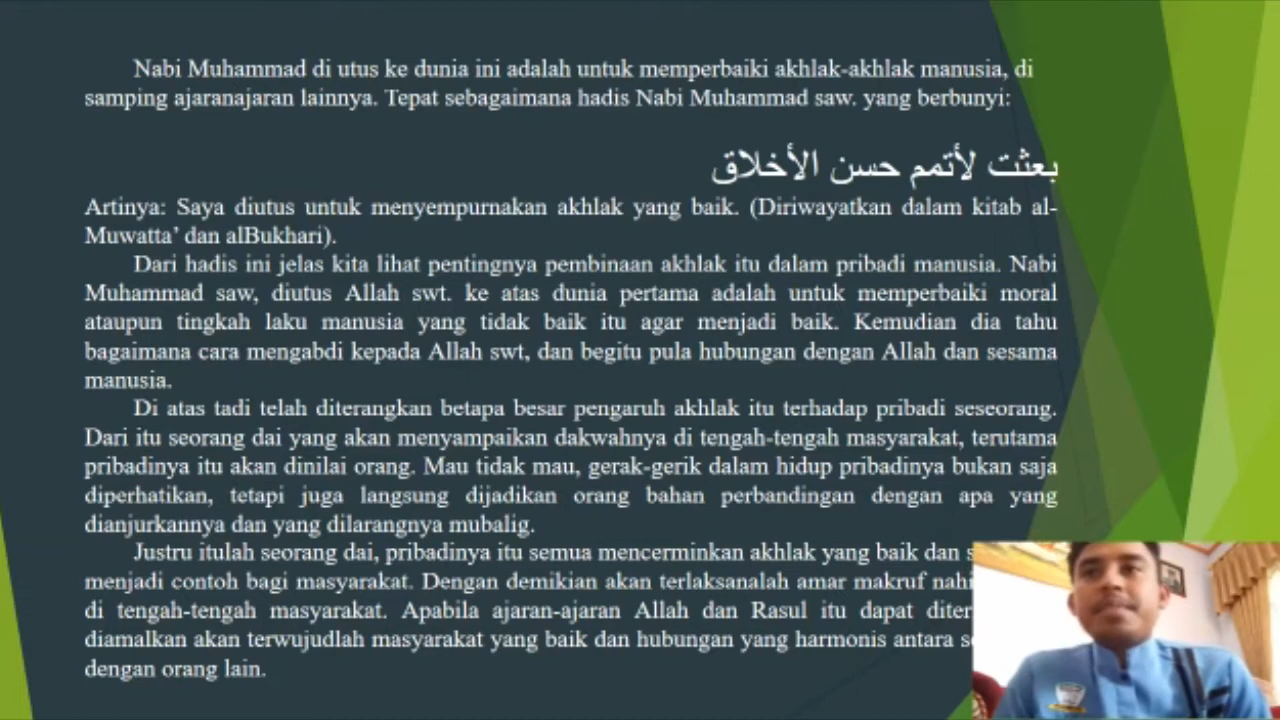 Nabi Muhammad di utus ke dunia ini adalah untuk memperbaiki akhlak-akhlak manusia, di
samping ajaranajaran lainnya. Tepat sebagaimana hadis Nabi Muhammad saw. yang berbunyi:
بعثت لأتمم حسن الأخلاق
Artinya: Saya diutus untuk menyempurnakan akhlak yang baik. (Diriwayatkan dalam kitab al-
Muwatta’ dan alBukhari).
Dari hadis ini jelas kita lihat pentingnya pembinaan akhlak itu dalam pribadi manusia. Nabi
Muhammad saw, diutus Allah swt. ke atas dunia pertama adalah untuk memperbaiki moral
ataupun tingkah laku manusia yang tidak baik itu agar menjadi baik. Kemudian dia tahu
bagaimana cara mengabdi kepada Allah swt, dan begitu pula hubungan dengan Allah dan sesama
manusia.
Di atas tadi telah diterangkan betapa besar pengaruh akhlak itu terhadap pribadi seseorang.
Dari itu seorang dai yang akan menyampaikan dakwahnya di tengah-tengah masyarakat, terutama
pribadinya itu akan dinilai orang. Mau tidak mau, gerak-gerik dalam hidup pribadinya bukan saja
diperhatikan, tetapi juga langsung dijadikan orang bahan perbandingan dengan apa yang
dianjurkannya dan yang dilarangnya mubalig.
Justru itulah seorang dai, pribadinya itu semua mencerminkan akhlak yang baik dan
menjadi contoh bagi masyarakat. Dengan demikian akan terlaksanalah amar makruf
di tengah-tengah masyarakat. Apabila ajaran-ajaran Allah dan Rasul itu dapat
diamalkan akan terwujudlah masyarakat yang baik dan hubungan yang harmonis antara
dengan orang lain.